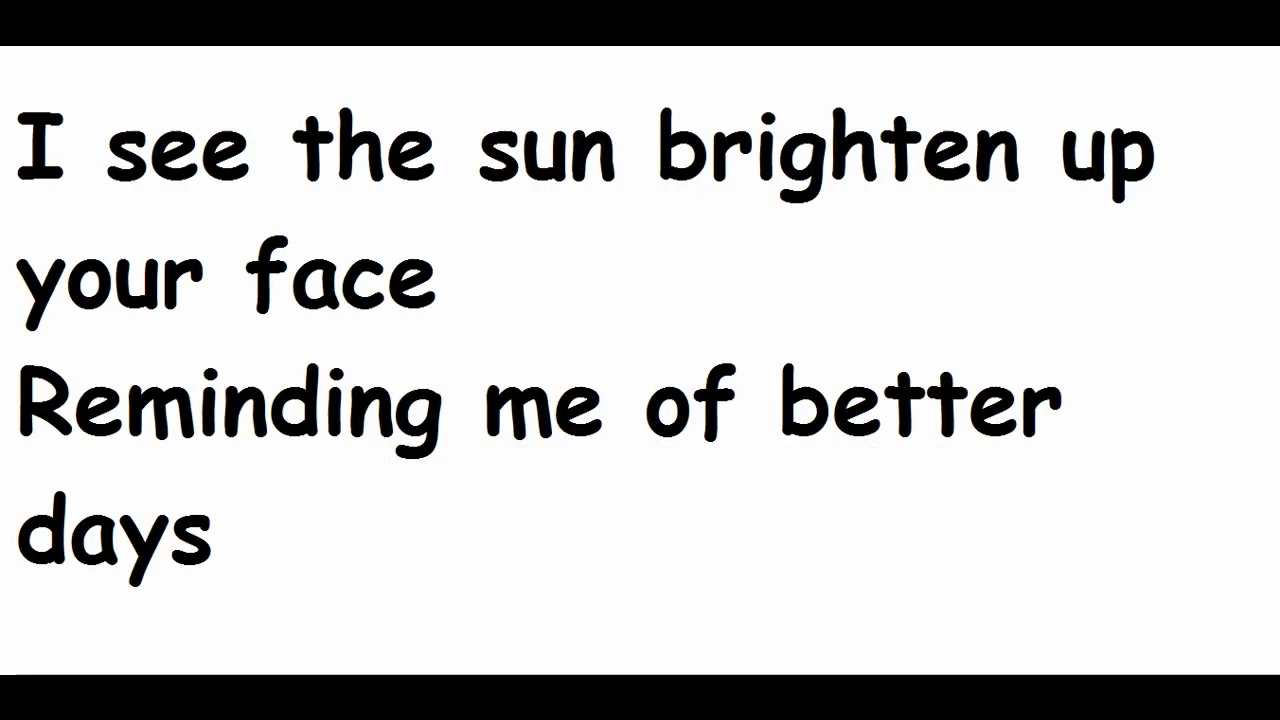 I see the sun brighten up
your face
Reminding me of better
days